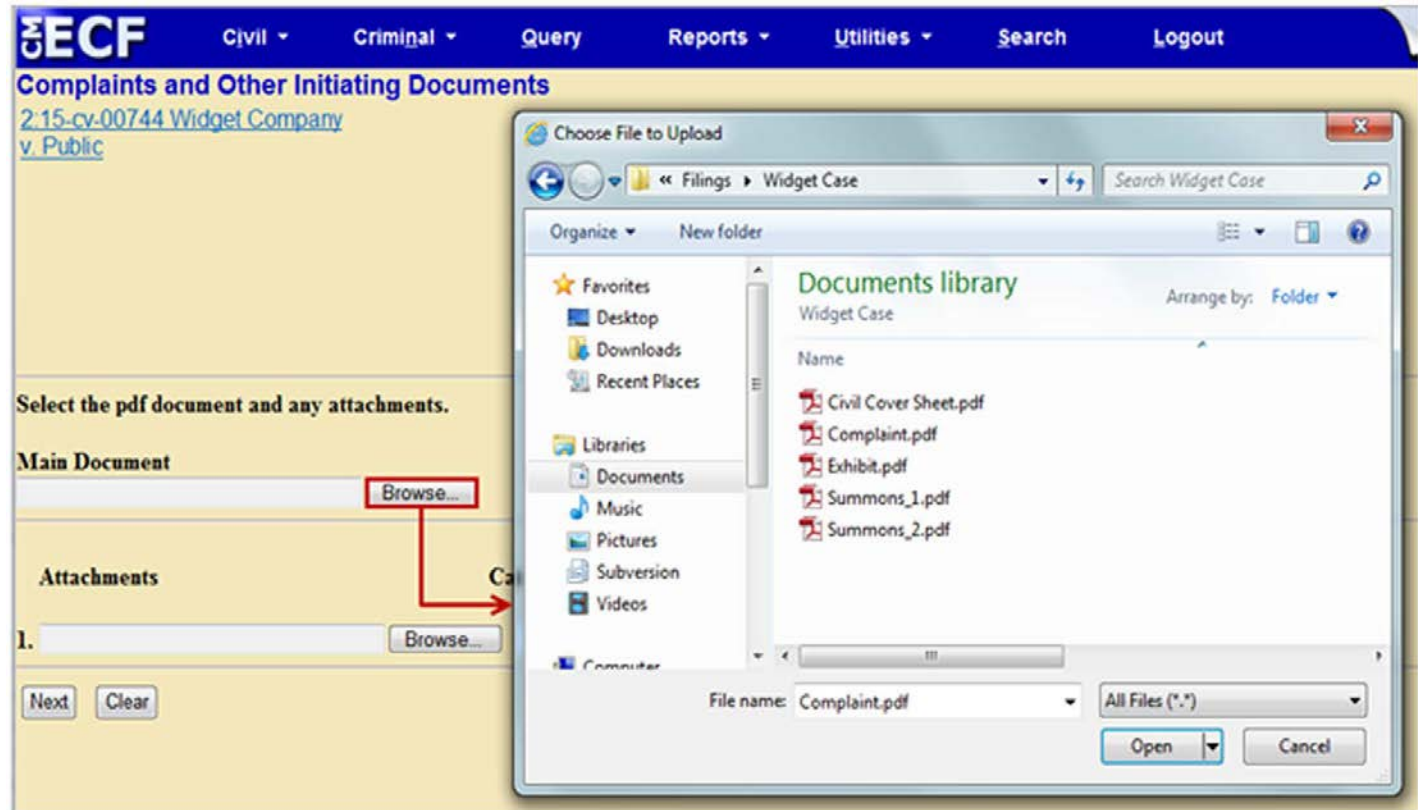 CM ECF Civil Criminal Query Reports Utilities Search Logout
Complaints and Other Initiating Documents
2:15-cv-00744 Widget Company
v. Public
Select the pdf document and any attachments.
Main Document
Browse...
Attachments
1. Browse...
Next Clear
Choose File to Upload
« Filings Widget Case Search Widget Case
Organize New folder
Favorites
Desktop
Downloads
Recent Places
Libraries
Documents
Music
Pictures
Subversion
Videos
Computer
Documents library
Widget Case
Arrange by: Folder
Name
Civil Cover Sheet.pdf
Complaint.pdf
Exhibit.pdf
Summons_1.pdf
Summons_2.pdf
File name: Complaint.pdf All Files (*.*)
Open Cancel